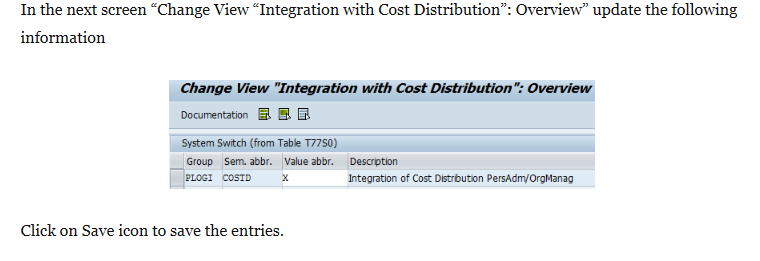 In the next screen “Change View “Integration with Cost Distribution”: Overview” update the following
information
Change View "Integration with Cost Distribution": Overview
Documentation
System Switch (from Table T77S0)
Group Sem. abbr. Value abbr. Description
PLOGI COSTD X Integration of Cost Distribution PersAdm/OrgManag
Click on Save icon to save the entries.